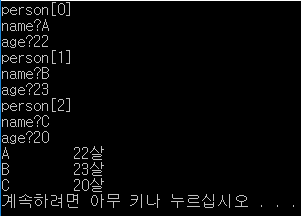 person[0]
name?A
age?22
person[1]
name?B
age?23
person[2]
name?C
age?20
A 22살
B 23살
C 20살
계속하려면 아무 키나 누르십시오 . . .